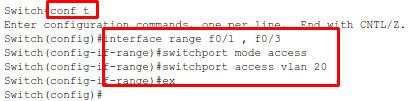 Switch#conf t
Enter configuration commands, one per line.  End with CNTL/Z.
Switch(config)#interface range f0/1 , f0/3
Switch(config-if-range)#switchport mode access
Switch(config-if-range)#switchport access vlan 20
Switch(config-if-range)#ex
Switch(config)#